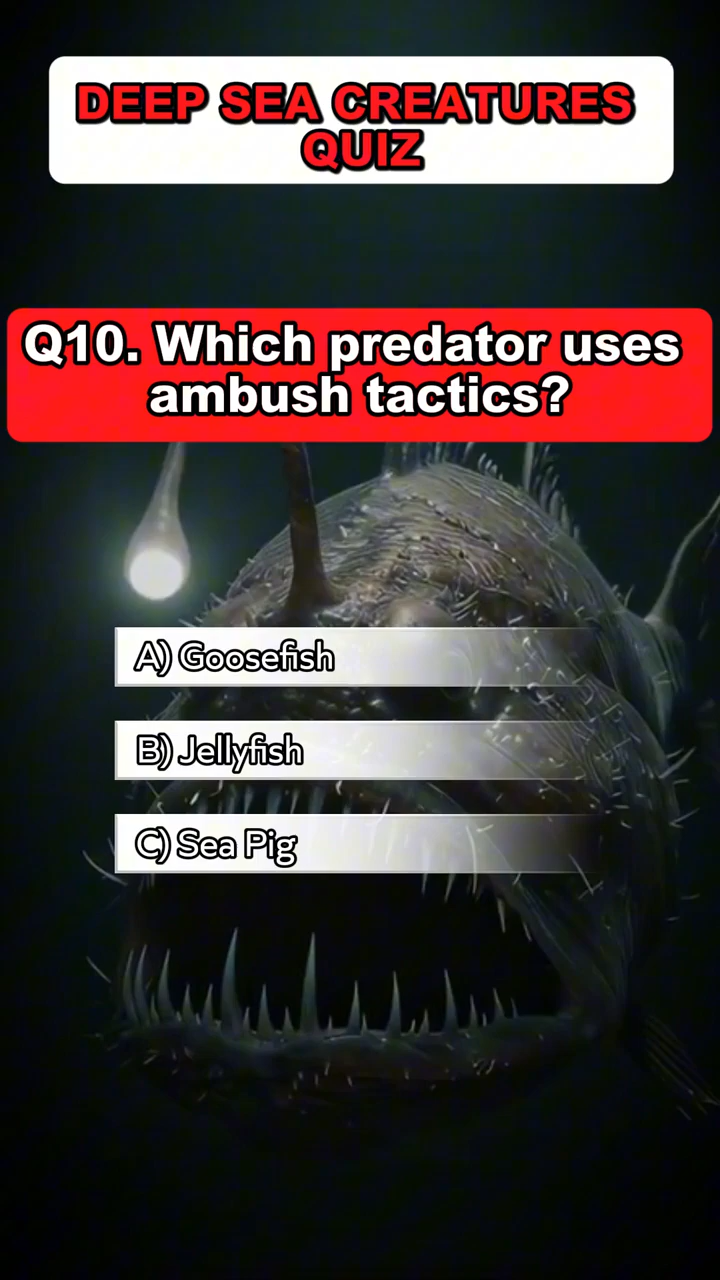 DEEP SEA CREATURES
QUIZ
Q10. Which predator uses
ambush tactics?
A) Goosefish
B) Jellyfish
C) Sea Pig